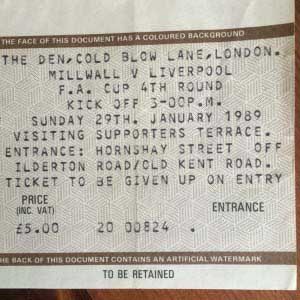 THE FACE OF THIS DOCUMENT HAS A COLOURED BACKGROUND
THE DEN,COLD BLOW LANE,LONDON.
MILLWALL V LIVERPOOL
F.A. CUP 4TH ROUND
KICK OFF 3-00P.M.
SUNDAY 29TH. JANUARY 1989
VISITING SUPPORTERS TERRACE.
ENTRANCE: HORNSHAY STREET OFF
ILDERTON ROAD/OLD KENT ROAD.
TICKET TO BE GIVEN UP ON ENTRY
PRICE ENTRANCE
(INC. VAT)
£5.00 20 00824 .
THE BACK OF THIS DOCUMENT CONTAINS AN ARTIFICIAL WATERMARK
TO BE RETAINED